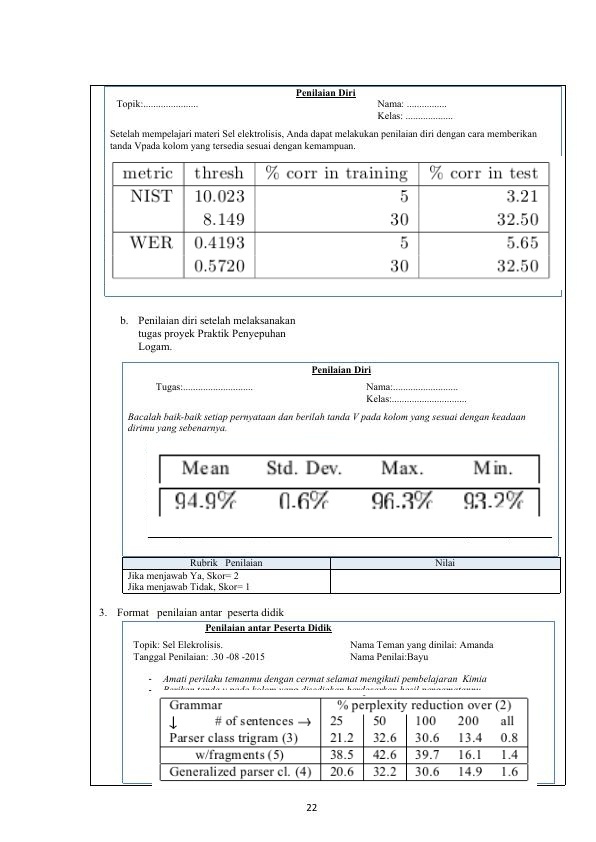 Penilaian Diri
Topik:...................... Nama: ................
Kelas: ...................
Setelah mempelajari materi Sel elektrolisis, Anda dapat melakukan penilaian diri dengan cara memberikan
tanda Vpada kolom yang tersedia sesuai dengan kemampuan.
metric thresh % corr in training % corr in test
NIST 10.023 5 3.21
8.149 30 32.50
WER 0.4193 5 5.65
0.5720 30 32.50
b. Penilaian diri setelah melaksanakan
tugas proyek Praktik Penyepuhan
Logam.
Penilaian Diri
Tugas:............................ Nama:..........................
Kelas:..............................
Bacalah baik-baik setiap pernyataan dan berilah tanda V pada kolom yang sesuai dengan keadaan
dirimu yang sebenarnya.
Mean Std. Dev. Max. Min.
94.9% 0.6% 96.3% 93.2%
Rubrik Penilaian Nilai
Jika menjawab Ya, Skor= 2
Jika menjawab Tidak, Skor= 1
3. Format penilaian antar peserta didik
Penilaian antar Peserta Didik
Topik: Sel Elekrolisis. Nama Teman yang dinilai: Amanda
Tanggal Penilaian: .30 -08 -2015 Nama Penilai:Bayu
- Amati perilaku temanmu dengan cermat selamat mengikuti pembelajaran Kimia
- Berikan tanda v pada kolom yang disediakan berdasarkan hasil pengamatannu
Grammar % perplexity reduction over (2)
↓ # of sentences → 25 50 100 200 all
Parser class trigram (3) 21.2 32.6 30.6 13.4 0.8
w/fragments (5) 38.5 42.6 39.7 16.1 1.4
Generalized parser cl. (4) 20.6 32.2 30.6 14.9 1.6
22